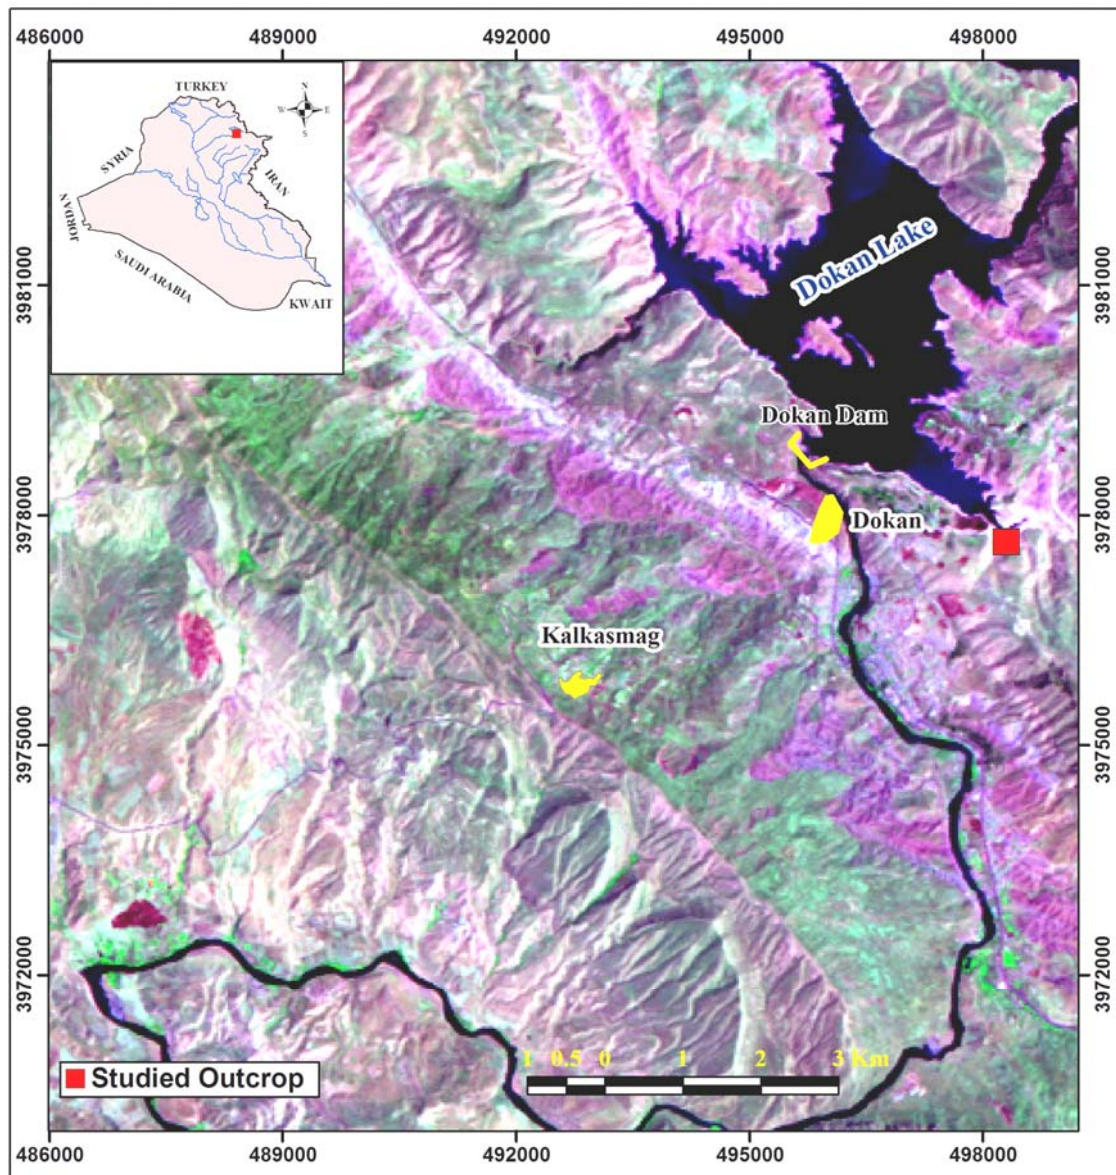 486000 489000 492000 495000 498000
TURKEY
N
W E
S
SYRIA
IRAN
JORDAN
SAUDI ARABIA
KWAIT
3981000
3981000
Dokan Lake
Dokan Dam
3978000
3978000
Dokan
Kalkasmag
3975000
3975000
3972000
3972000
1 0.5 0 1 2 3 Km
Studied Outcrop
486000 489000 492000 495000 498000